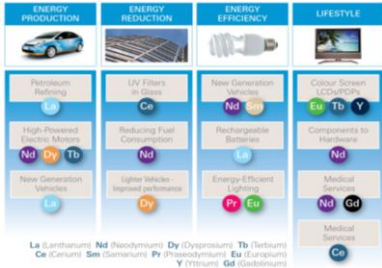 ENERGY
PRODUCTION
ENERGY
REDUCTION
ENERGY
EFFICIENCY
LIFESTYLE
Petroleum
Refining
La
UV Filters
in Glass
Ce
New Generation
Vehicles
Nd Sm
Colour Screen
LCDs/PDPs
Eu Tb Y
High-Powered
Electric Motors
Nd Dy Tb
Reducing Fuel
Consumption
Nd
Rechargeable
Batteries
La
Components to
Hardware
Nd
New Generation
Vehicles
La
Lighter Vehicles -
Improved performance
Dy
Energy-Efficient
Lighting
Pr Eu
Medical
Services
Nd Gd
Medical
Services
Ce
La (Lanthanum) Nd (Neodymium) Dy (Dysprosium) Tb (Terbium)
Ce (Cerium) Sm (Samarium) Pr (Praseodymium) Eu (Europium)
Y (Yttrium) Gd (Gadolinium)